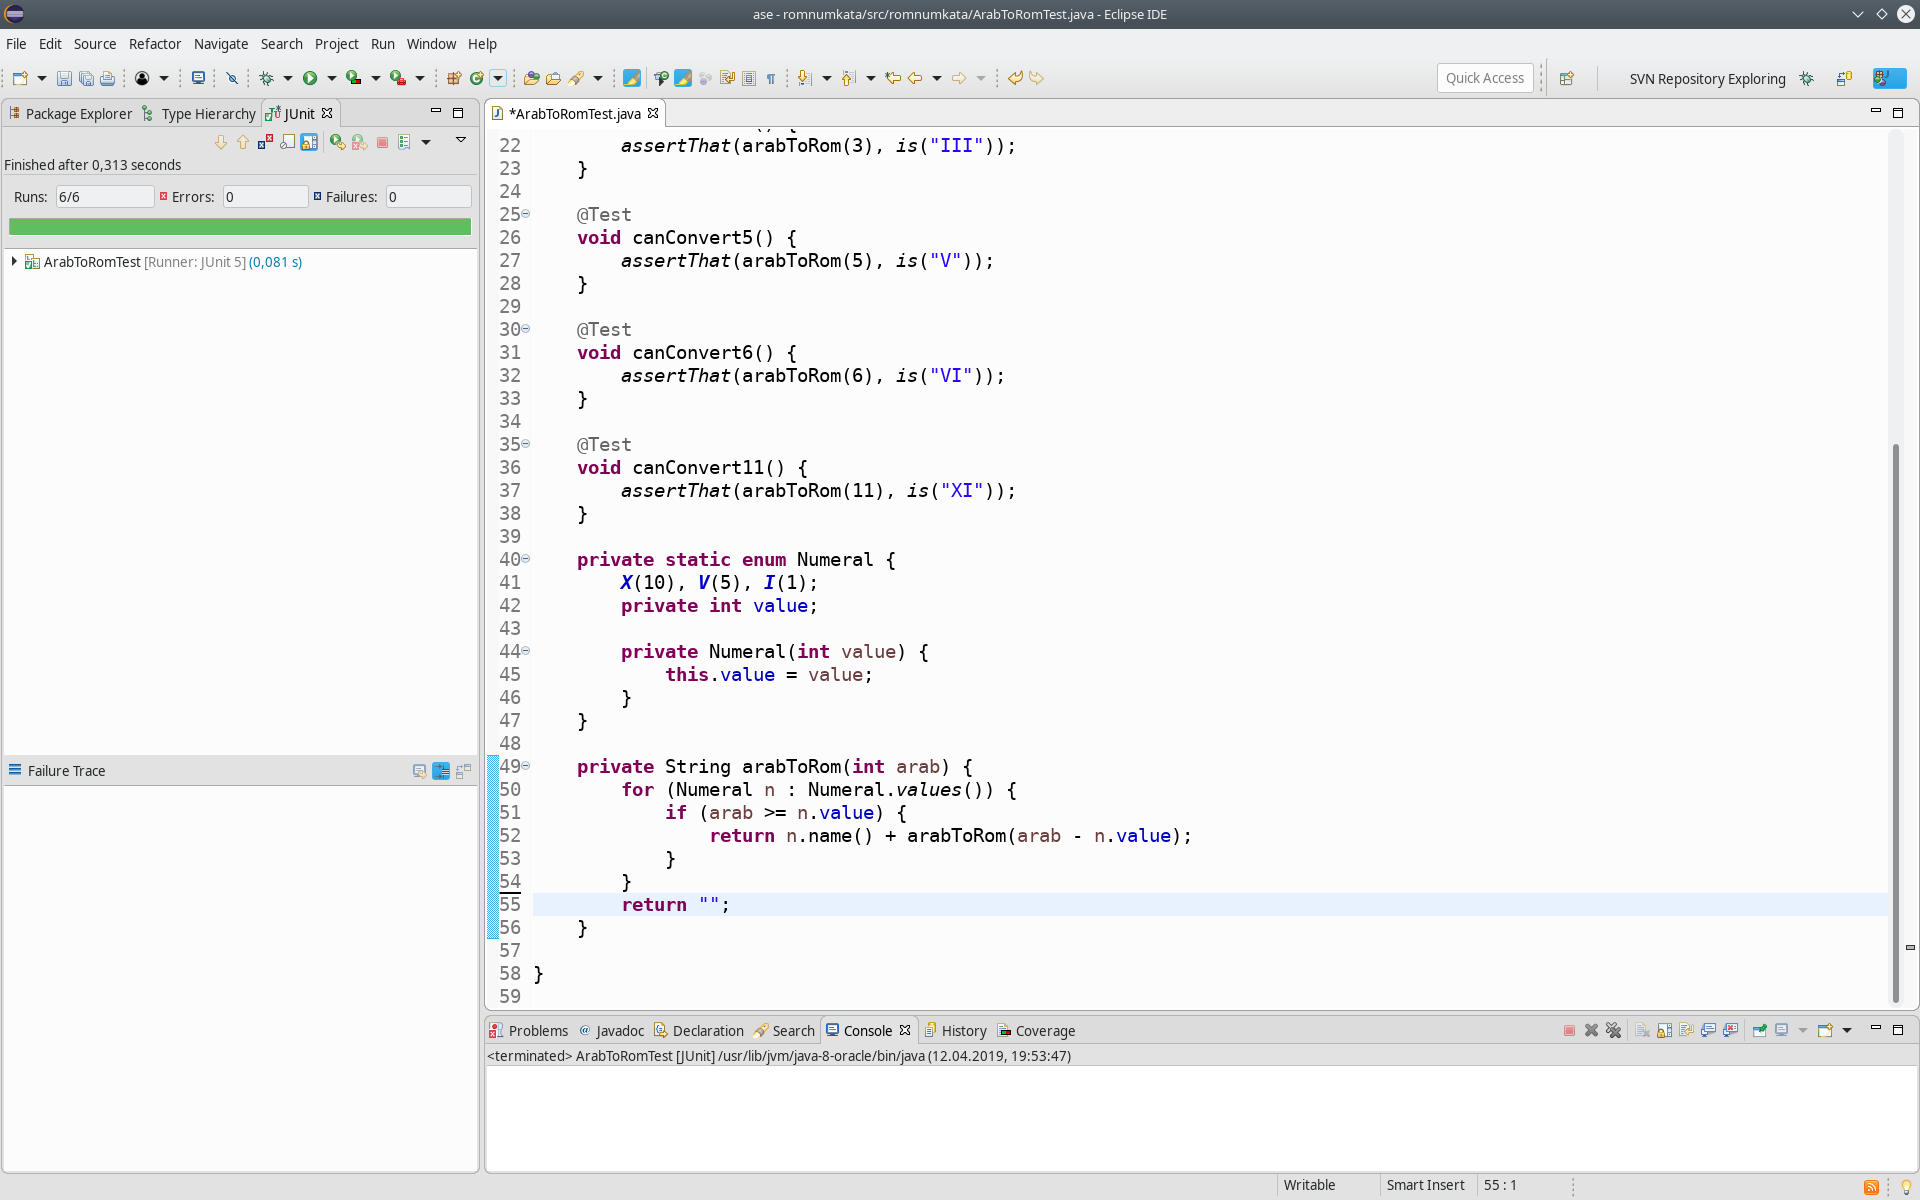 ase - romnumkata/src/romnumkata/ArabToRomTest.java - Eclipse IDE
File Edit Source Refactor Navigate Search Project Run Window Help
Quick Access
SVN Repository Exploring
Package Explorer Type Hierarchy JUnit
Finished after 0,313 seconds
Runs: 6/6 Errors: 0 Failures: 0
ArabToRomTest [Runner: JUnit 5] (0,081 s)
Failure Trace
*ArabToRomTest.java
22 assertThat(arabToRom(3), is("III"));
23 }
24
25 @Test
26 void canConvert5() {
27 assertThat(arabToRom(5), is("V"));
28 }
29
30 @Test
31 void canConvert6() {
32 assertThat(arabToRom(6), is("VI"));
33 }
34
35 @Test
36 void canConvert11() {
37 assertThat(arabToRom(11), is("XI"));
38 }
39
40 private static enum Numeral {
41 X(10), V(5), I(1);
42 private int value;
43
44 private Numeral(int value) {
45 this.value = value;
46 }
47 }
48
49 private String arabToRom(int arab) {
50 for (Numeral n : Numeral.values()) {
51 if (arab >= n.value) {
52 return n.name() + arabToRom(arab - n.value);
53 }
54 }
55 return "";
56 }
57
58 }
59
Problems Javadoc Declaration Search Console History Coverage
<terminated> ArabToRomTest [JUnit] /usr/lib/jvm/java-8-oracle/bin/java (12.04.2019, 19:53:47)
Writable Smart Insert 55 : 1